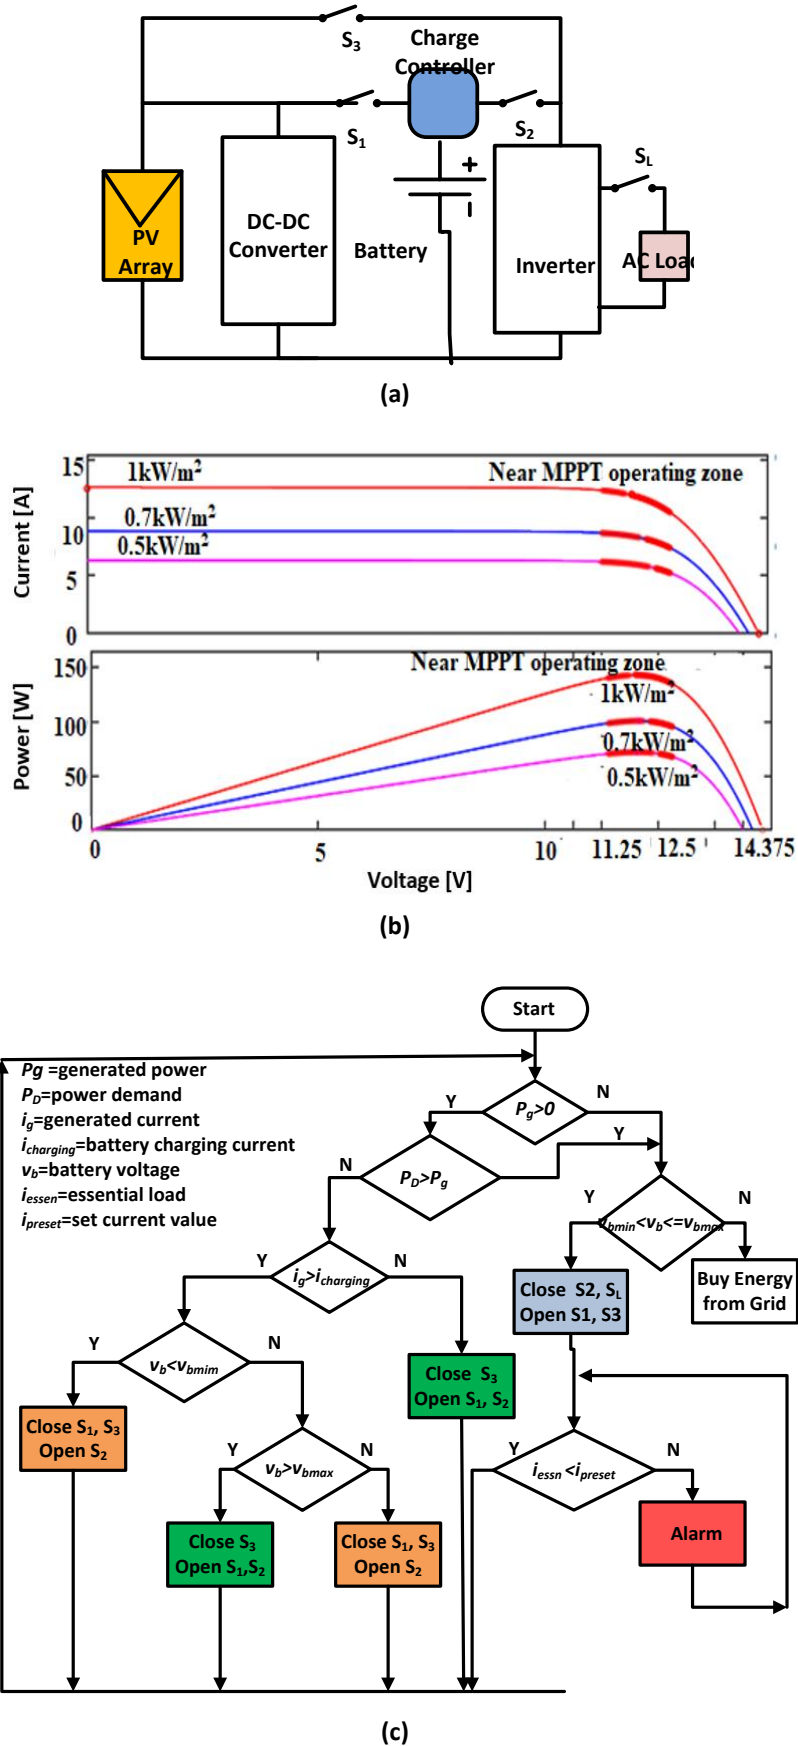 S3
Charge
Controller
S1
S2
SL
PV
Array
DC-DC
Converter
Battery
+
Inverter
AC Load
(a)
Current [A]
15
10
5
0
1kW/m2
0.7kW/m2
0.5kW/m2
Near MPPT operating zone
Power [W]
150
100
50
0
Near MPPT operating zone
1kW/m2
0.7kW/m2
0.5kW/m2
0
5
10
11.25
12.5
14.375
Voltage [V]
(b)
Start
Pg =generated power
PD=power demand
ig=generated current
icharging=battery charging current
vb=battery voltage
iessen=essential load
ipreset=set current value
Pg>0
Y
N
PD>Pg
Y
N
vbmin<vb<=vbmax
Y
N
Buy Energy
from Grid
Close S2, SL
Open S1, S3
ig>icharging
Y
N
Close S3
Open S1, S2
vb<vbmim
Y
N
Close S1, S3
Open S2
vb>vbmax
Y
N
Close S3
Open S1,S2
Close S1, S3
Open S2
iessn<ipreset
Y
N
Alarm
(c)